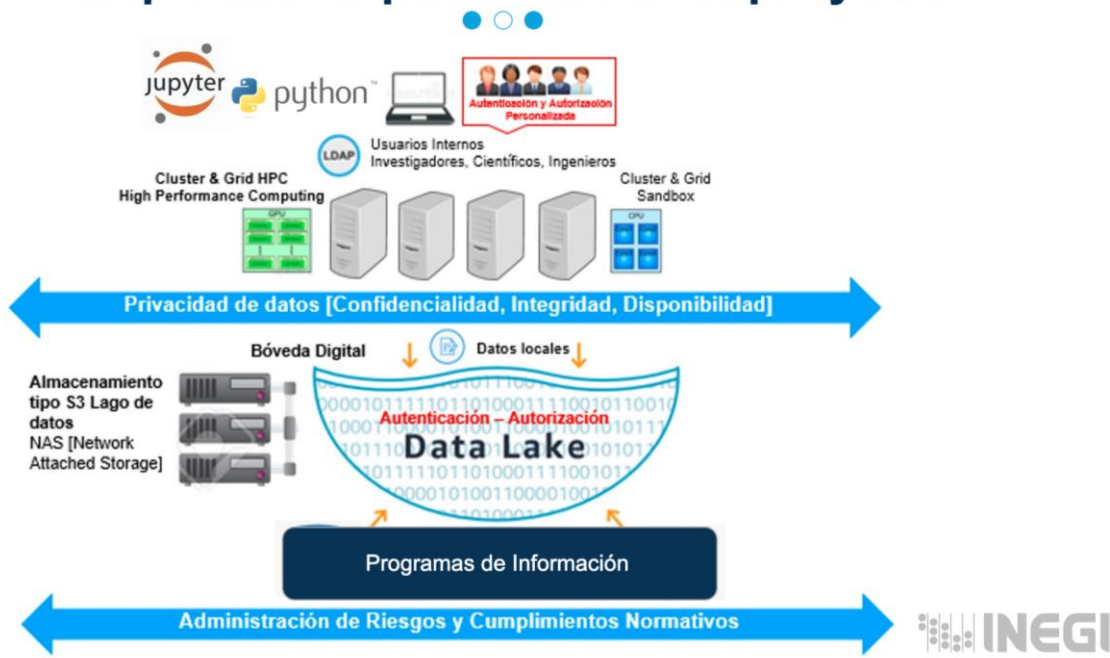 jupyter
python™
Autenticación y Autorización
Personalizada
LDAP
Usuarios Internos
Investigadores, Científicos, Ingenieros
Cluster & Grid HPC
High Performance Computing
GPU
Cluster & Grid
Sandbox
CPU
Privacidad de datos [Confidencialidad, Integridad, Disponibilidad]
Bóveda Digital
Datos locales
Almacenamiento
tipo S3 Lago de
datos
NAS [Network
Attached Storage]
Autenticación – Autorización
Data Lake
Programas de Información
Administración de Riesgos y Cumplimientos Normativos
INEGI